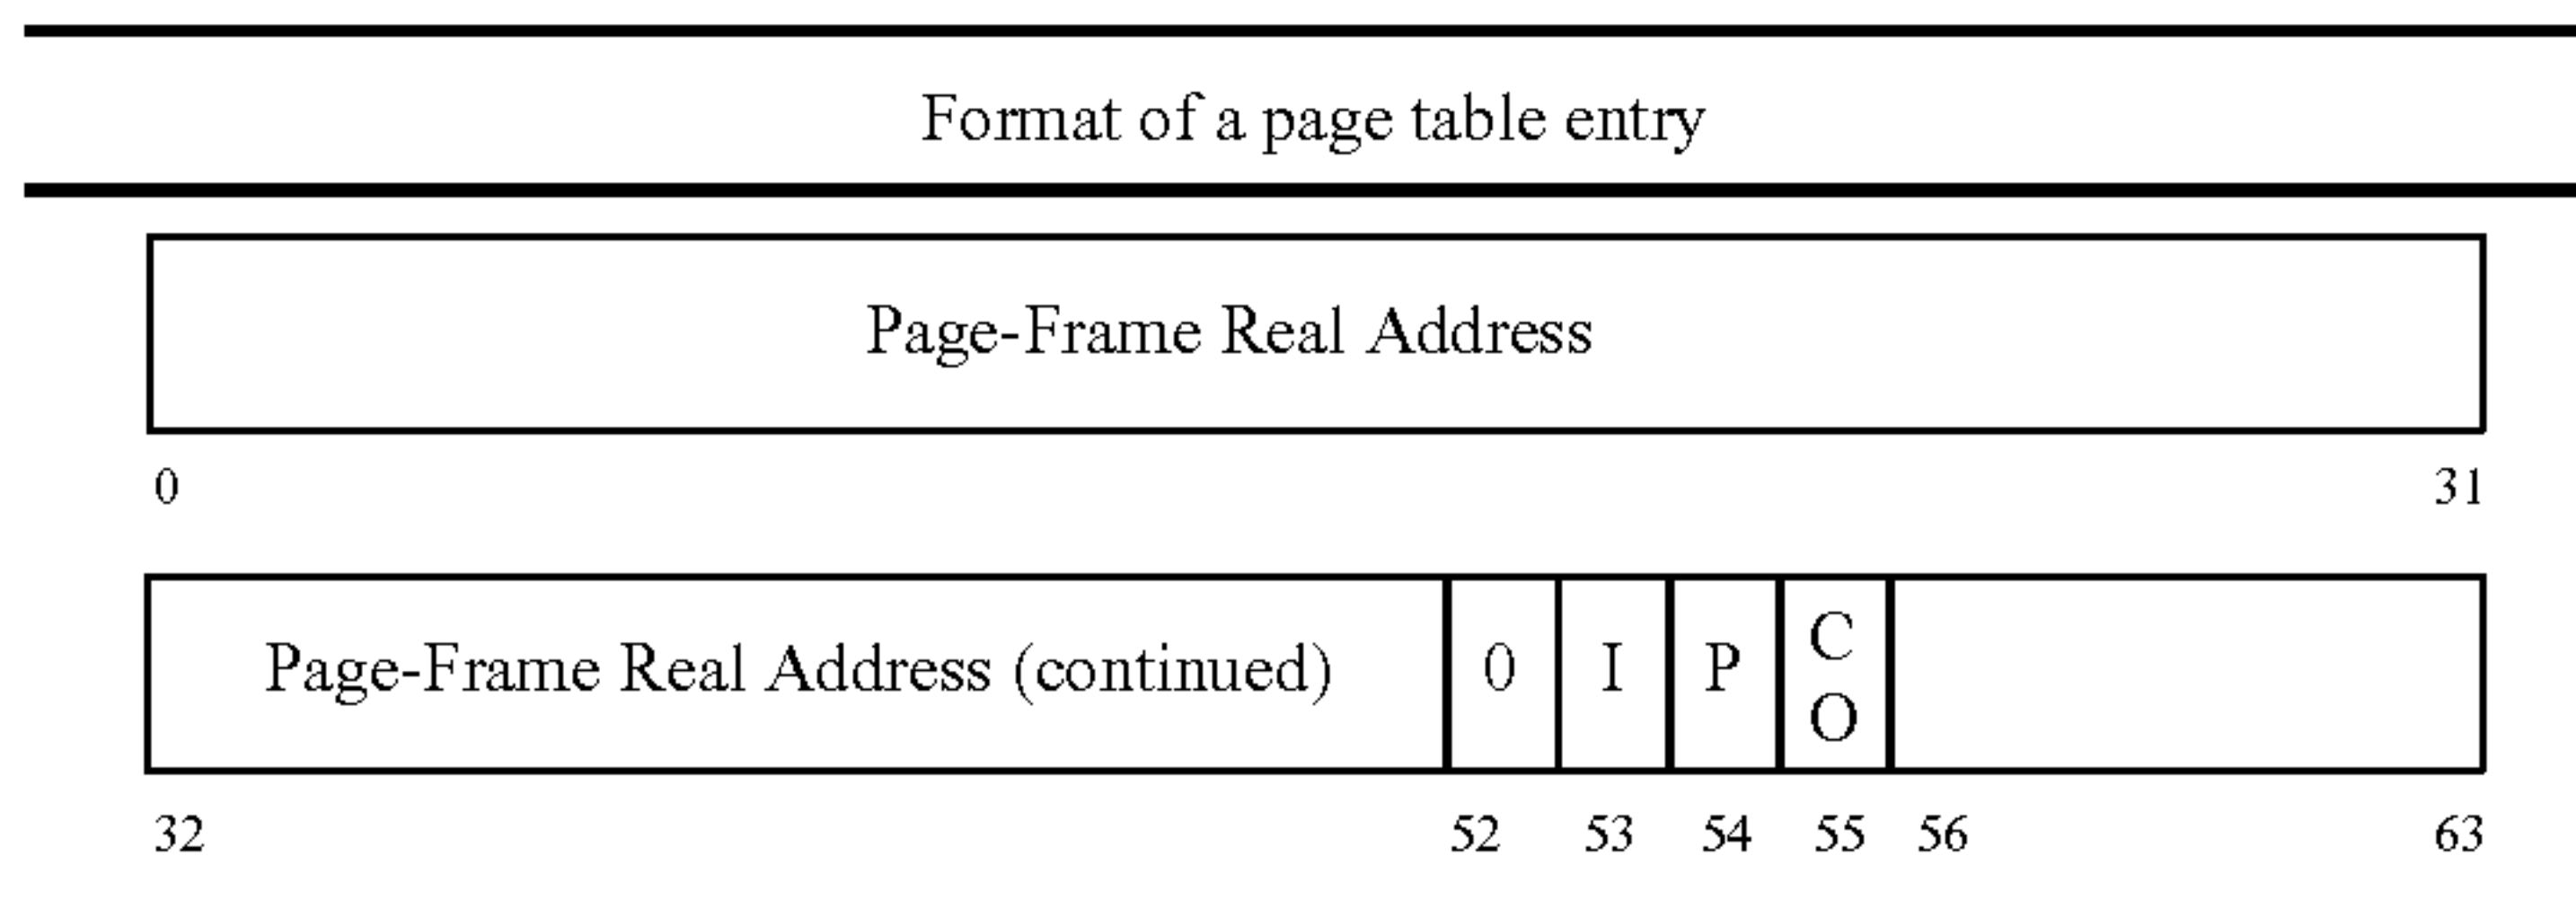 Format of a page table entry
Page-Frame Real Address
0 31
Page-Frame Real Address (continued) 0 I P C O
32 52 53 54 55 56 63